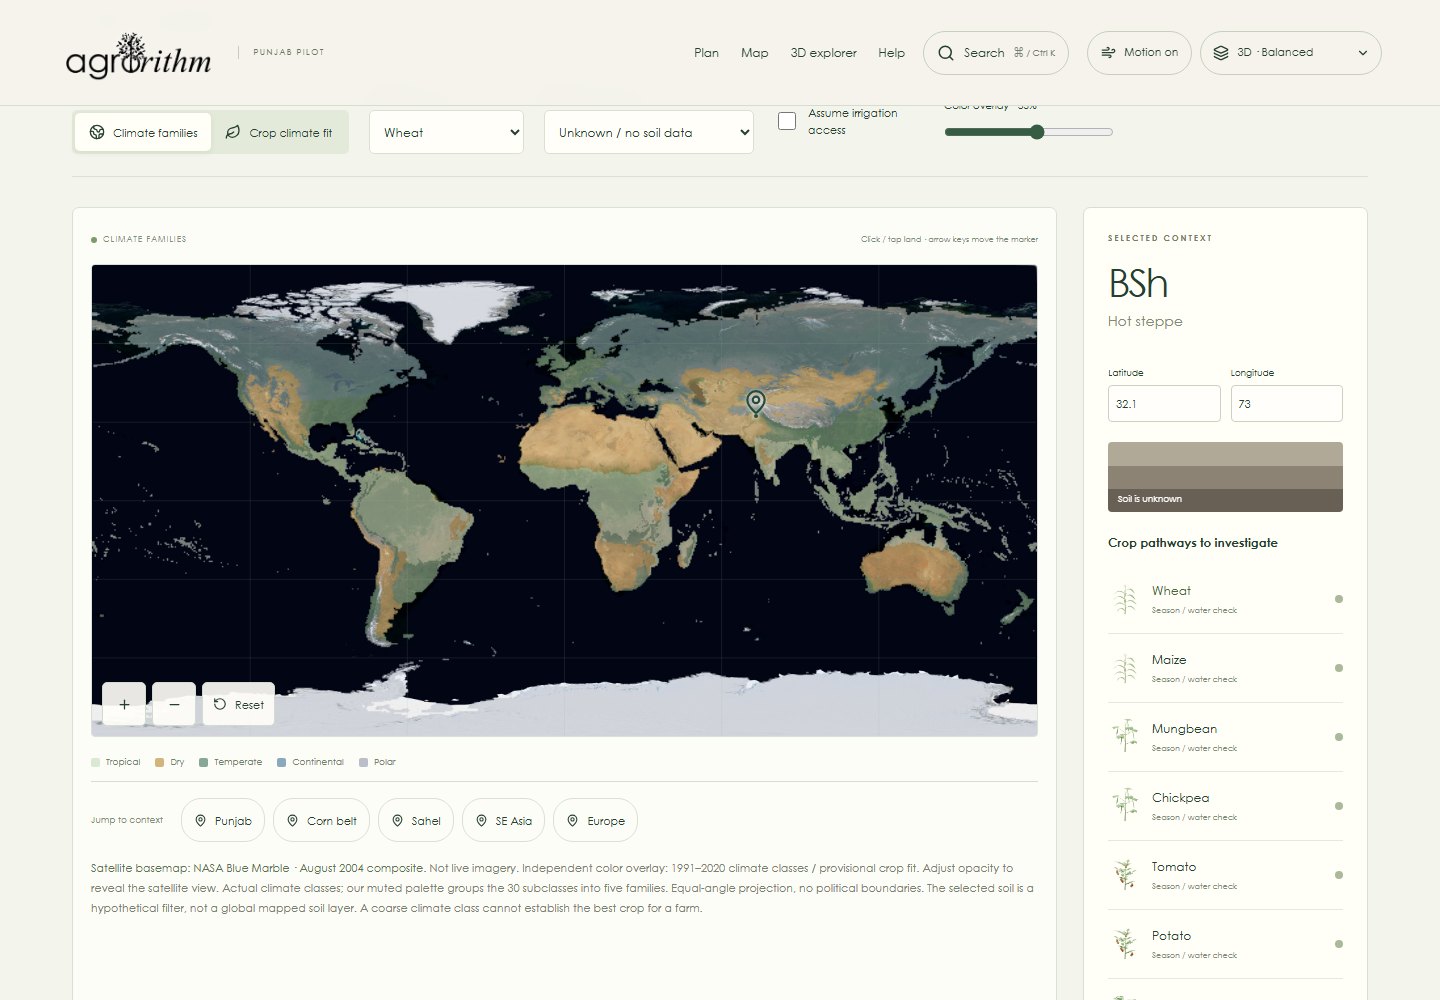 agrorithm
PUNJAB PILOT
Plan
Map
3D explorer
Help
Search ⌘ / Ctrl K
Motion on
3D · Balanced
Climate families
Crop climate fit
Wheat
Unknown / no soil data
Assume irrigation
access
Color overlay · 55%
CLIMATE FAMILIES
Click / tap land · arrow keys move the marker
+
−
Reset
Tropical
Dry
Temperate
Continental
Polar
Jump to context
Punjab
Corn belt
Sahel
SE Asia
Europe
Satellite basemap: NASA Blue Marble · August 2004 composite. Not live imagery. Independent color overlay: 1991–2020 climate classes / provisional crop fit. Adjust opacity to
reveal the satellite view. Actual climate classes; our muted palette groups the 30 subclasses into five families. Equal-angle projection, no political boundaries. The selected soil is a
hypothetical filter, not a global mapped soil layer. A coarse climate class cannot establish the best crop for a farm.
SELECTED CONTEXT
BSh
Hot steppe
Latitude
Longitude
32.1
73
Soil is unknown
Crop pathways to investigate
Wheat
Season / water check
Maize
Season / water check
Mungbean
Season / water check
Chickpea
Season / water check
Tomato
Season / water check
Potato
Season / water check